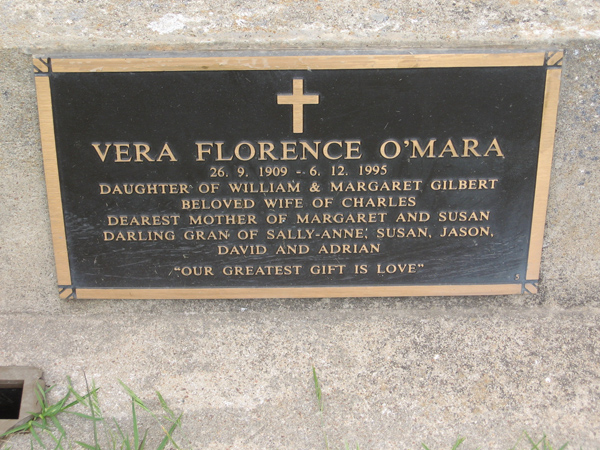 VERA FLORENCE O'MARA
26. 9. 1909 -- 6. 12. 1995
DAUGHTER OF WILLIAM & MARGARET GILBERT
BELOVED WIFE OF CHARLES
DEAREST MOTHER OF MARGARET AND SUSAN
DARLING GRAN OF SALLY-ANNE, SUSAN, JASON,
DAVID AND ADRIAN
"OUR GREATEST GIFT IS LOVE"